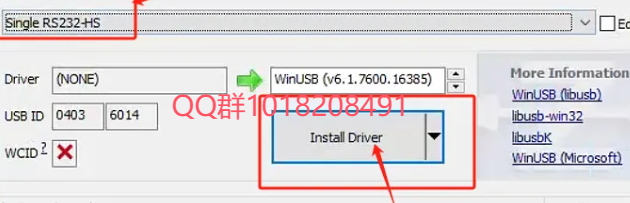 Single RS232-HS
Driver (NONE) WinUSB (v6.1.7600.16385)
USB ID 0403 6014
QQ群1018208491
WCID ?
Install Driver
More Information
WinUSB (libusb)
libusb-win32
libusbK
WinUSB (Microsoft)